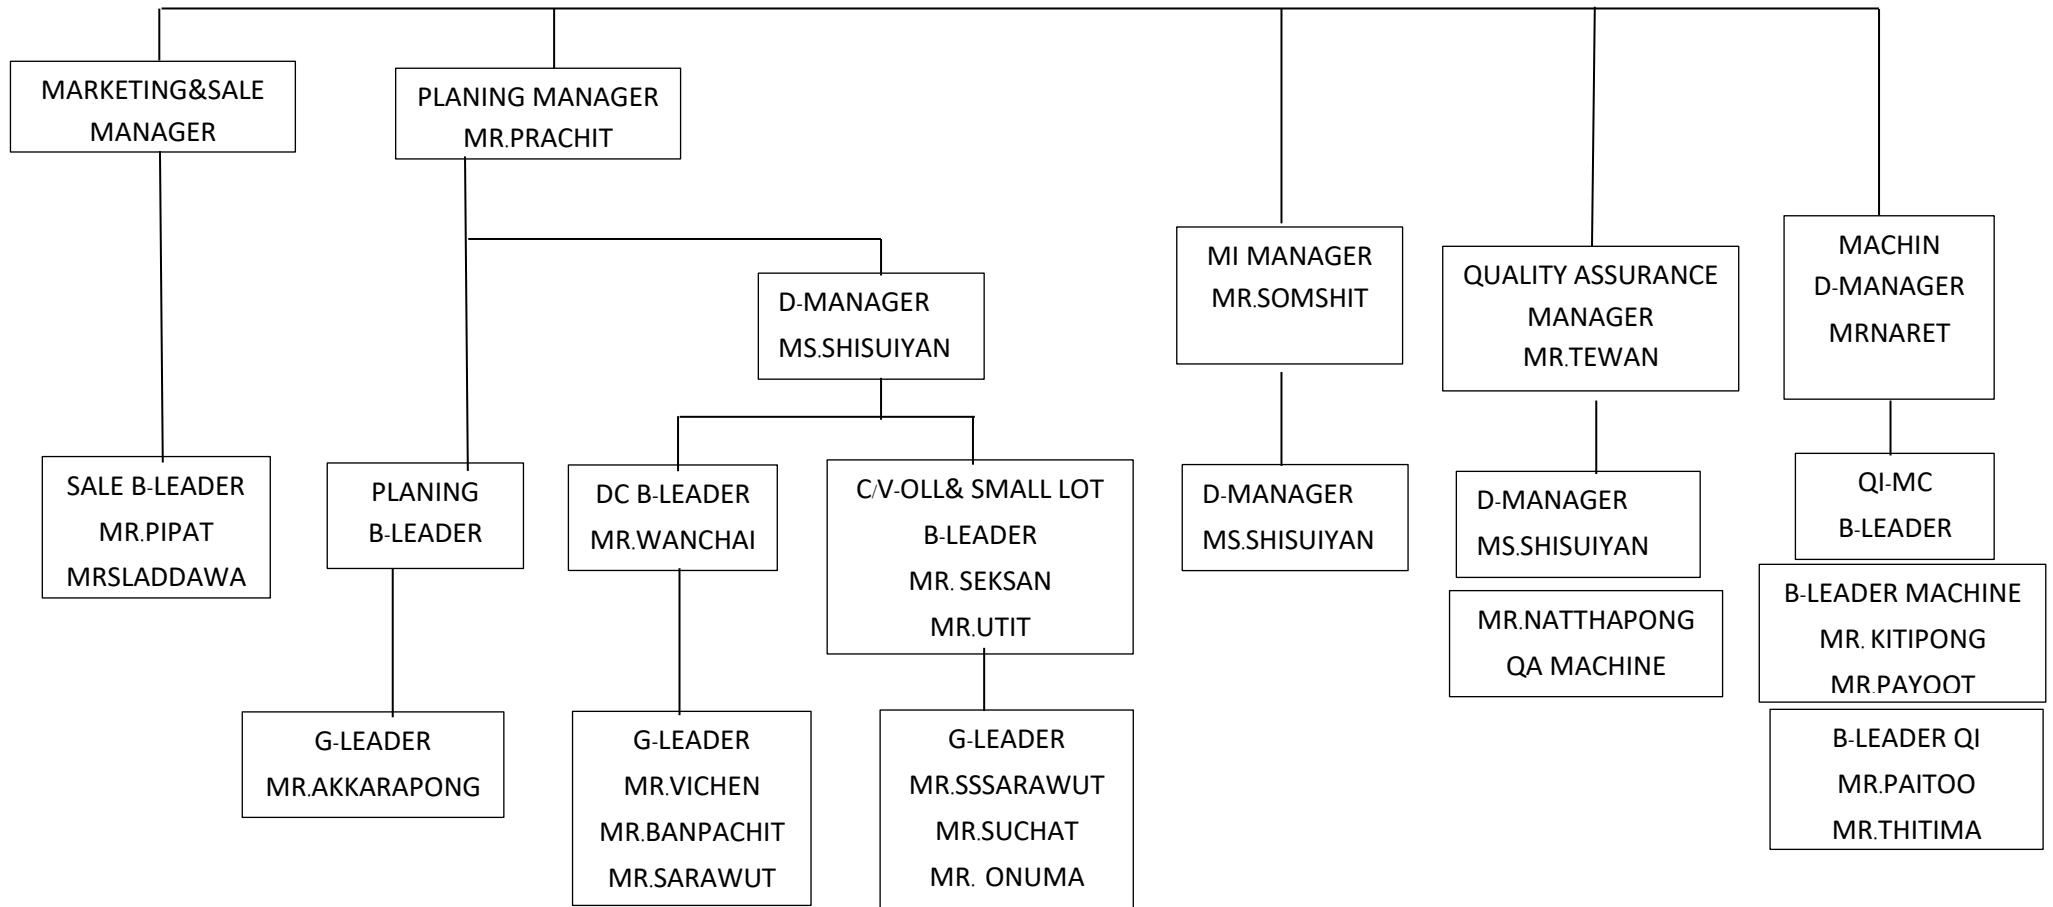 MARKETING&SALE
MANAGER
PLANING MANAGER
MR.PRACHIT
MI MANAGER
MR.SOMSHIT
QUALITY ASSURANCE
MANAGER
MR.TEWAN
MACHIN
D-MANAGER
MRNARET
D-MANAGER
MS.SHISUIYAN
SALE B-LEADER
MR.PIPAT
MRSLADDAWA
PLANING
B-LEADER
DC B-LEADER
MR.WANCHAI
C/V-OLL& SMALL LOT
B-LEADER
MR. SEKSAN
MR.UTIT
D-MANAGER
MS.SHISUIYAN
D-MANAGER
MS.SHISUIYAN
MR.NATTHAPONG
QA MACHINE
QI-MC
B-LEADER
B-LEADER MACHINE
MR. KITIPONG
MR.PAYOOT
B-LEADER QI
MR.PAITOO
MR.THITIMA
G-LEADER
MR.AKKARAPONG
G-LEADER
MR.VICHEN
MR.BANPACHIT
MR.SARAWUT
G-LEADER
MR.SSSARAWUT
MR.SUCHAT
MR. ONUMA